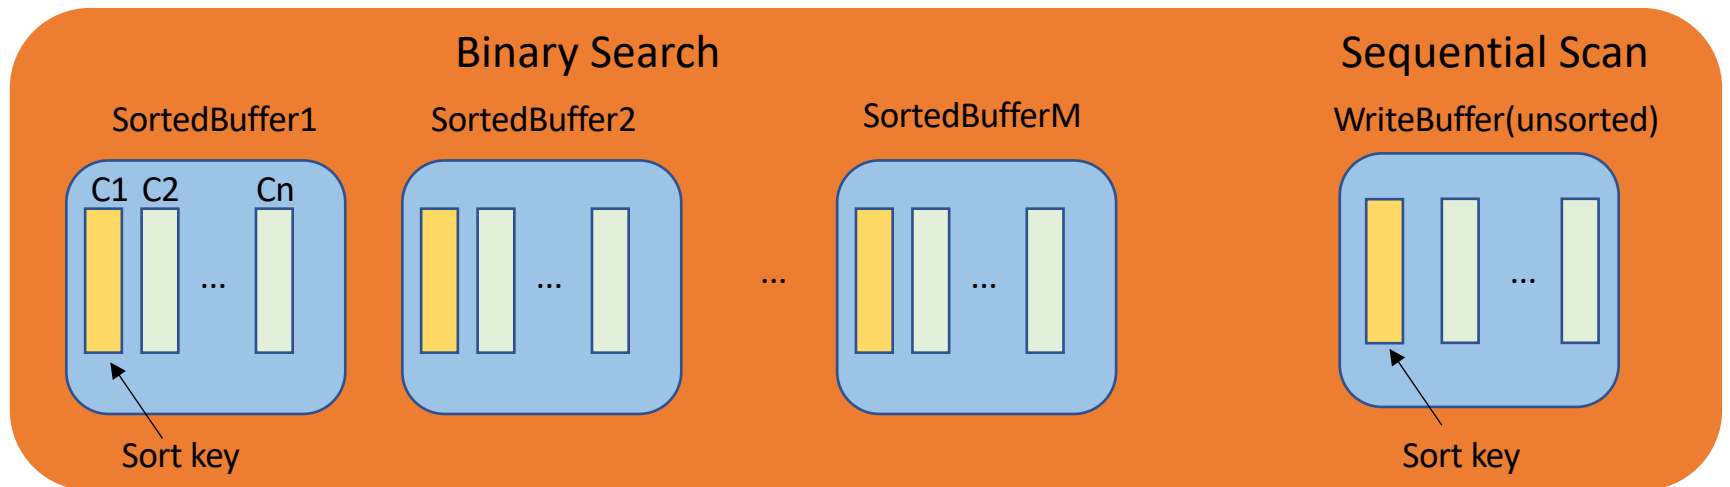 Binary Search
Sequential Scan
SortedBuffer1
SortedBuffer2
SortedBufferM
WriteBuffer(unsorted)
C1 C2 Cn
...
...
...
...
...
Sort key
Sort key